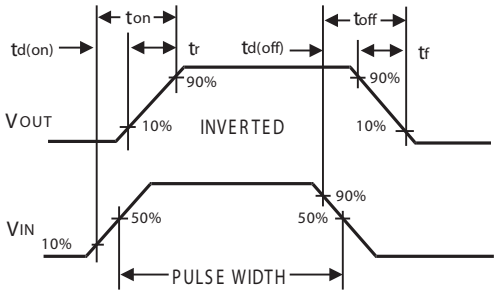 ton toff
td(on) tr td(off) tf
90% 90%
VOUT 10% INVERTED 10%
90%
50% 50%
VIN 10%
PULSE WIDTH